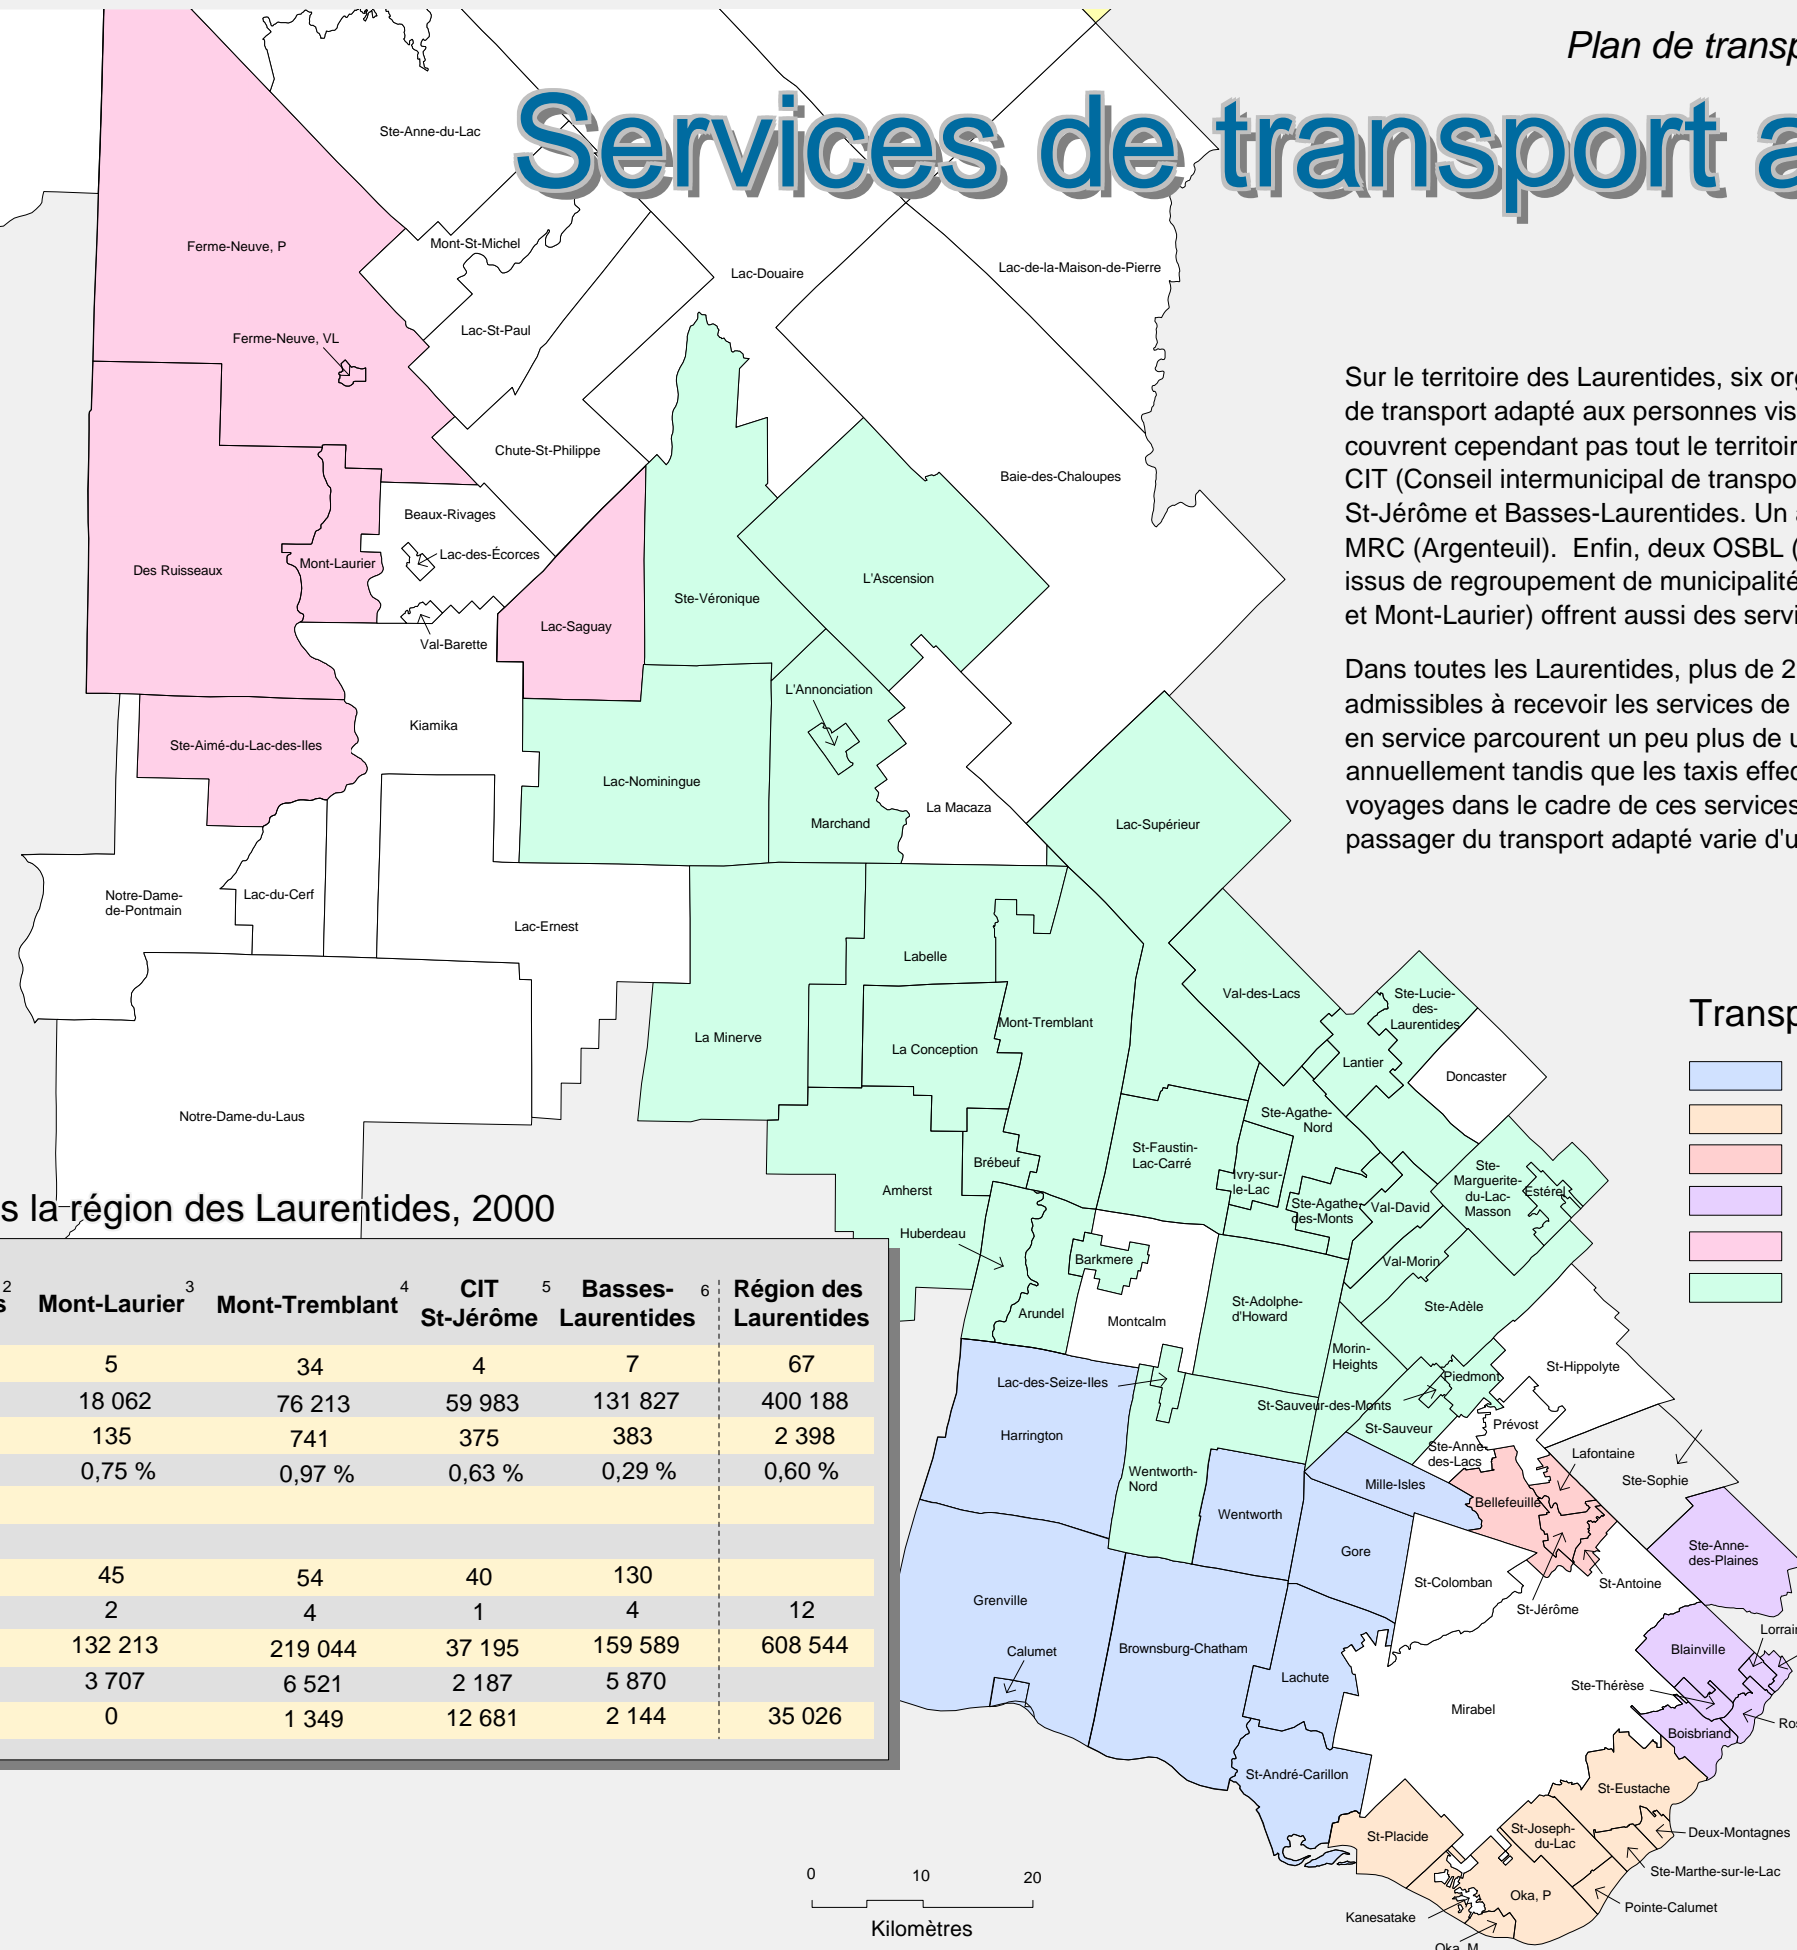 Plan de transp
Services de transport a
Sur le territoire des Laurentides, six org
de transport adapté aux personnes vis
couvrent cependant pas tout le territoir
CIT (Conseil intermunicipal de transpo
St-Jérôme et Basses-Laurentides. Un a
MRC (Argenteuil).  Enfin, deux OSBL (
issus de regroupement de municipalité
et Mont-Laurier) offrent aussi des servi
Dans toutes les Laurentides, plus de 2
admissibles à recevoir les services de
en service parcourent un peu plus de u
annuellement tandis que les taxis effec
voyages dans le cadre de ces services
passager du transport adapté varie d'u
Transp
Ste-Anne-du-Lac
Ferme-Neuve, P
Mont-St-Michel
Lac-Douaire
Lac-de-la-Maison-de-Pierre
Ferme-Neuve, VL
Lac-St-Paul
Chute-St-Philippe
Baie-des-Chaloupes
Beaux-Rivages
Lac-des-Écorces
Des Ruisseaux
Mont-Laurier
L'Ascension
Ste-Véronique
Lac-Saguay
Val-Barette
L'Annonciation
Kiamika
Ste-Aimé-du-Lac-des-Iles
Lac-Nominingue
La Macaza
Marchand
Lac-Supérieur
Notre-Dame-
de-Pontmain
Lac-du-Cerf
Lac-Ernest
Labelle
Val-des-Lacs
Ste-Lucie-
des-
Laurentides
Mont-Tremblant
La Minerve
La Conception
Lantier
Doncaster
Notre-Dame-du-Laus
Ste-Agathe-
Nord
St-Faustin-
Lac-Carré
Brébeuf
Ivry-sur-
le-Lac
Ste-
Marguerite-
du-Lac-
Masson
Estérel
Amherst
Ste-Agathe-
des-Monts
Val-David
Huberdeau
Barkmere
Val-Morin
Arundel
Montcalm
St-Adolphe-
d'Howard
Ste-Adèle
Morin-
Heights
St-Hippolyte
Piedmont
Lac-des-Seize-Iles
St-Sauveur-des-Monts
St-Sauveur
Prévost
Harrington
Ste-Anne-
des-Lacs
Lafontaine
Ste-Sophie
Wentworth-
Nord
Mille-Isles
Bellefeuille
Wentworth
Gore
Ste-Anne-
des-Plaines
St-Colomban
St-Antoine
St-Jérôme
Grenville
Calumet
Brownsburg-Chatham
Lachute
Blainville
Lorrain
Ste-Thérèse
Mirabel
Ros
Boisbriand
St-André-Carillon
St-Eustache
St-Placide
St-Joseph-
du-Lac
Deux-Montagnes
Ste-Marthe-sur-le-Lac
Oka, P
Pointe-Calumet
Kanesatake
Oka, M
s la région des Laurentides, 2000
s 2 Mont-Laurier 3 Mont-Tremblant 4 CIT St-Jérôme 5 Basses-Laurentides 6 Région des Laurentides
5 34 4 7 67
18 062 76 213 59 983 131 827 400 188
135 741 375 383 2 398
0,75 % 0,97 % 0,63 % 0,29 % 0,60 %
45 54 40 130
2 4 1 4 12
132 213 219 044 37 195 159 589 608 544
3 707 6 521 2 187 5 870
0 1 349 12 681 2 144 35 026
0 10 20
Kilomètres